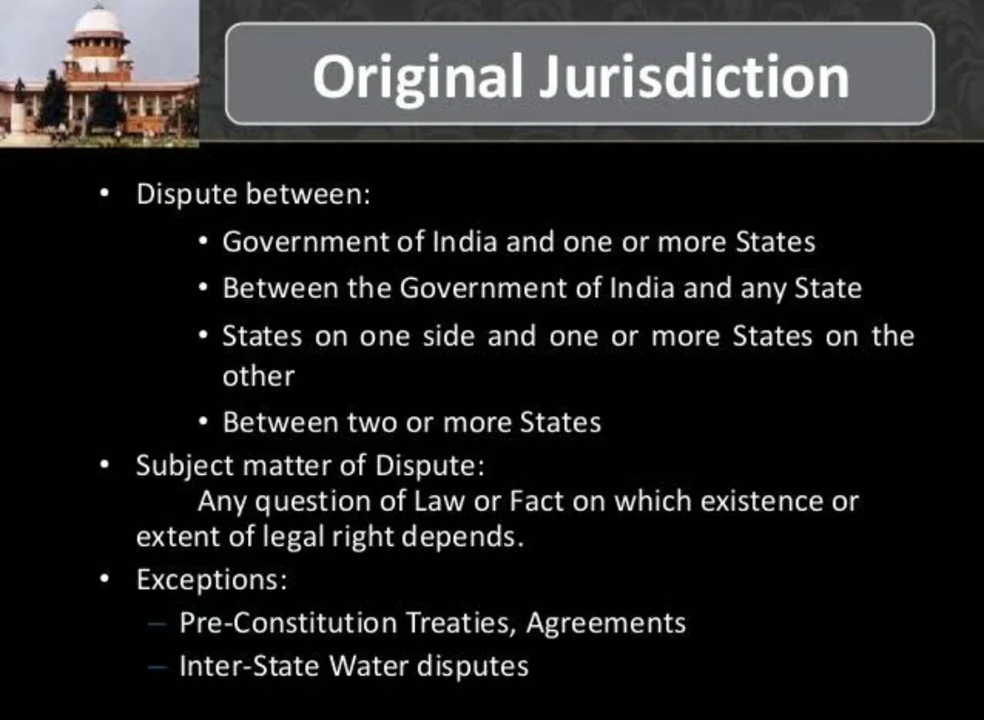 Original Jurisdiction
• Dispute between:
• Government of India and one or more States
• Between the Government of India and any State
• States on one side and one or more States on the
other
• Between two or more States
• Subject matter of Dispute:
Any question of Law or Fact on which existence or
extent of legal right depends.
• Exceptions:
– Pre-Constitution Treaties, Agreements
– Inter-State Water disputes